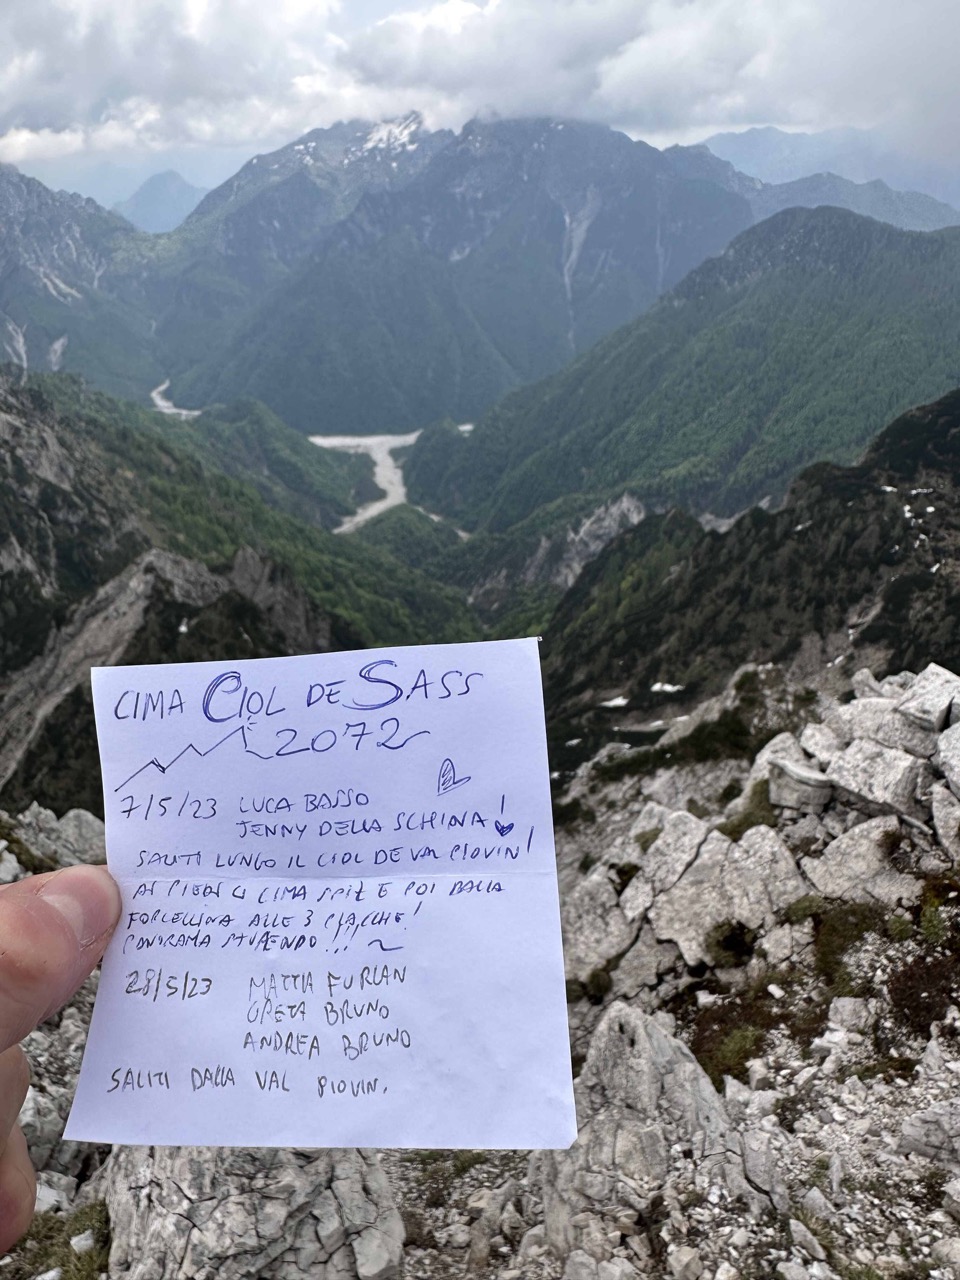 CIMA CIOL DE SASS
2072
7/5/23 LUCA BASSO
JENNY DELLA SCHIAVA!
SALITI LUNGO IL CIOL DE VAL PIOVIN!
AI PIEDI DI CIMA SPIZ E POI DALLA
FORCELLINA ALLE 3 CIACCHE!
PANORAMA STUPENDO!!!
28/5/23 MATTIA FURLAN
GRETA BRUNO
ANDREA BRUNO
SALITI DALLA VAL PIOVIN.